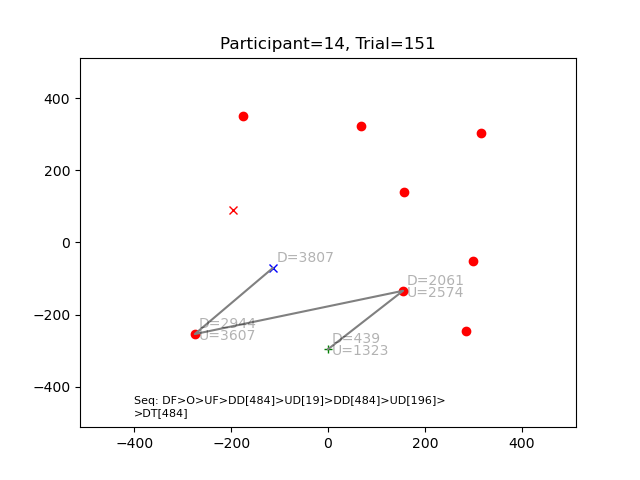 Participant=14, Trial=151
400
200
0
−200
−400
D=3807
D=2061
U=2574
D=2944
U=3607
D=439
U=1323
Seq: DF>O>UF>DD[484]>UD[19]>DD[484]>UD[196]>
>DT[484]
−400
−200
0
200
400